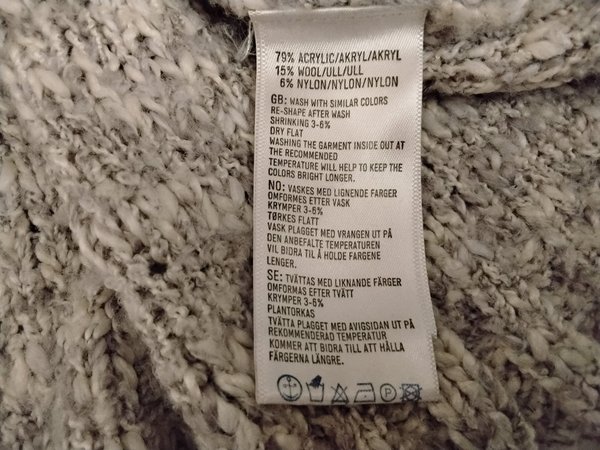 79% ACRYLIC/AKRYL/AKRYL
15% WOOL/ULL/ULL
6% NYLON/NYLON/NYLON
GB: WASH WITH SIMILAR COLORS
RE-SHAPE AFTER WASH
SHRINKING 3-6%
DRY FLAT
WASHING THE GARMENT INSIDE OUT AT
THE RECOMMENDED
TEMPERATURE WILL HELP TO KEEP THE
COLORS BRIGHT LONGER.
NO: VASKES MED LIGNENDE FARGER
OMFORMES ETTER VASK
KRYMPER 3-6%
TØRKES FLATT
VASK PLAGGET MED VRANGEN UT PÅ
DEN ANBEFALTE TEMPERATUREN
VIL BIDRA TIL Å HOLDE FARGENE
LENGER.
SE: TVÄTTAS MED LIKNANDE FÄRGER
OMFORMAS EFTER TVÄTT
KRYMPER 3-6%
PLANTORKAS
TVÄTTA PLAGGET MED AVIGSIDAN UT PÅ
REKOMMENDERAD TEMPERATUR
KOMMER ATT BIDRA TILL ATT HÅLLA
FÄRGERNA LÄNGRE.
P